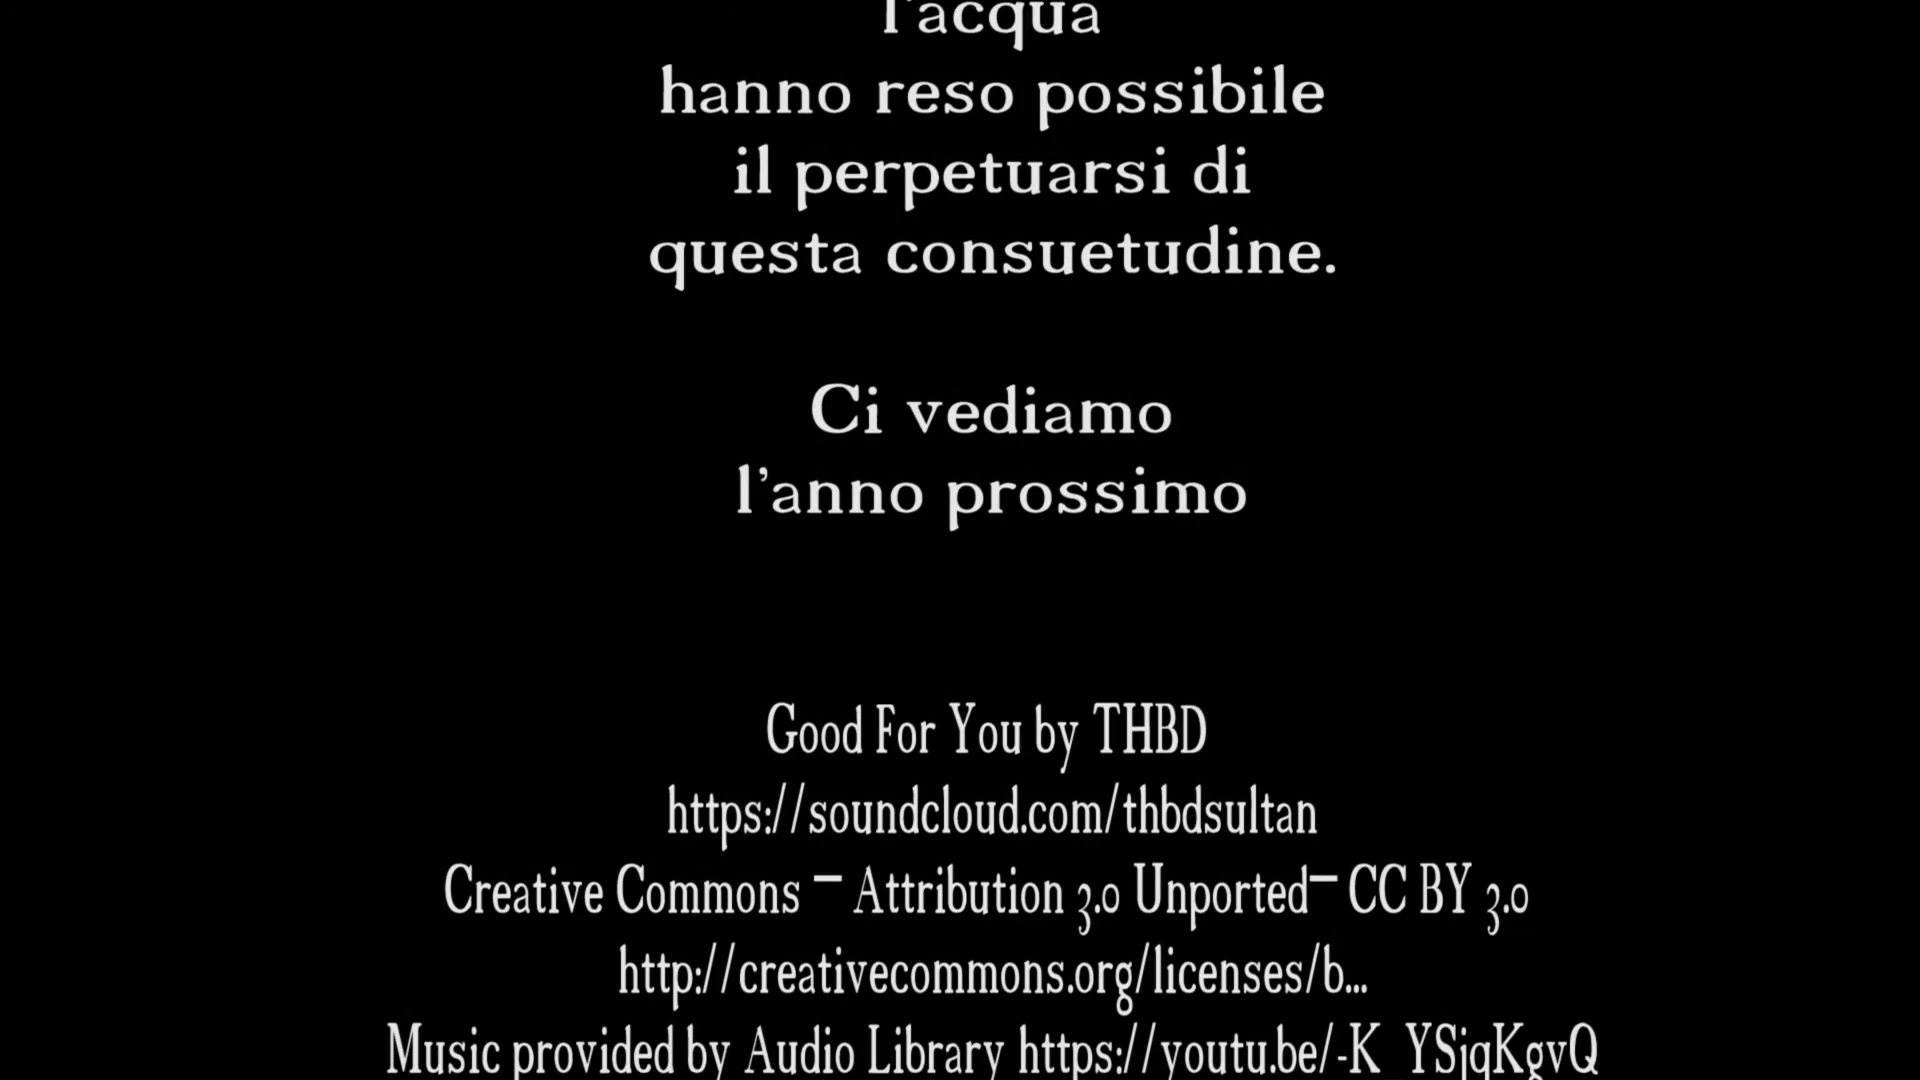 l'acqua
hanno reso possibile
il perpetuarsi di
questa consuetudine.
Ci vediamo
l'anno prossimo
Good For You by THBD
https://soundcloud.com/thbdsultan
Creative Commons – Attribution 3.0 Unported– CC BY 3.0
http://creativecommons.org/licenses/b...
Music provided by Audio Library https://youtu.be/-K_YSjqKgvQ